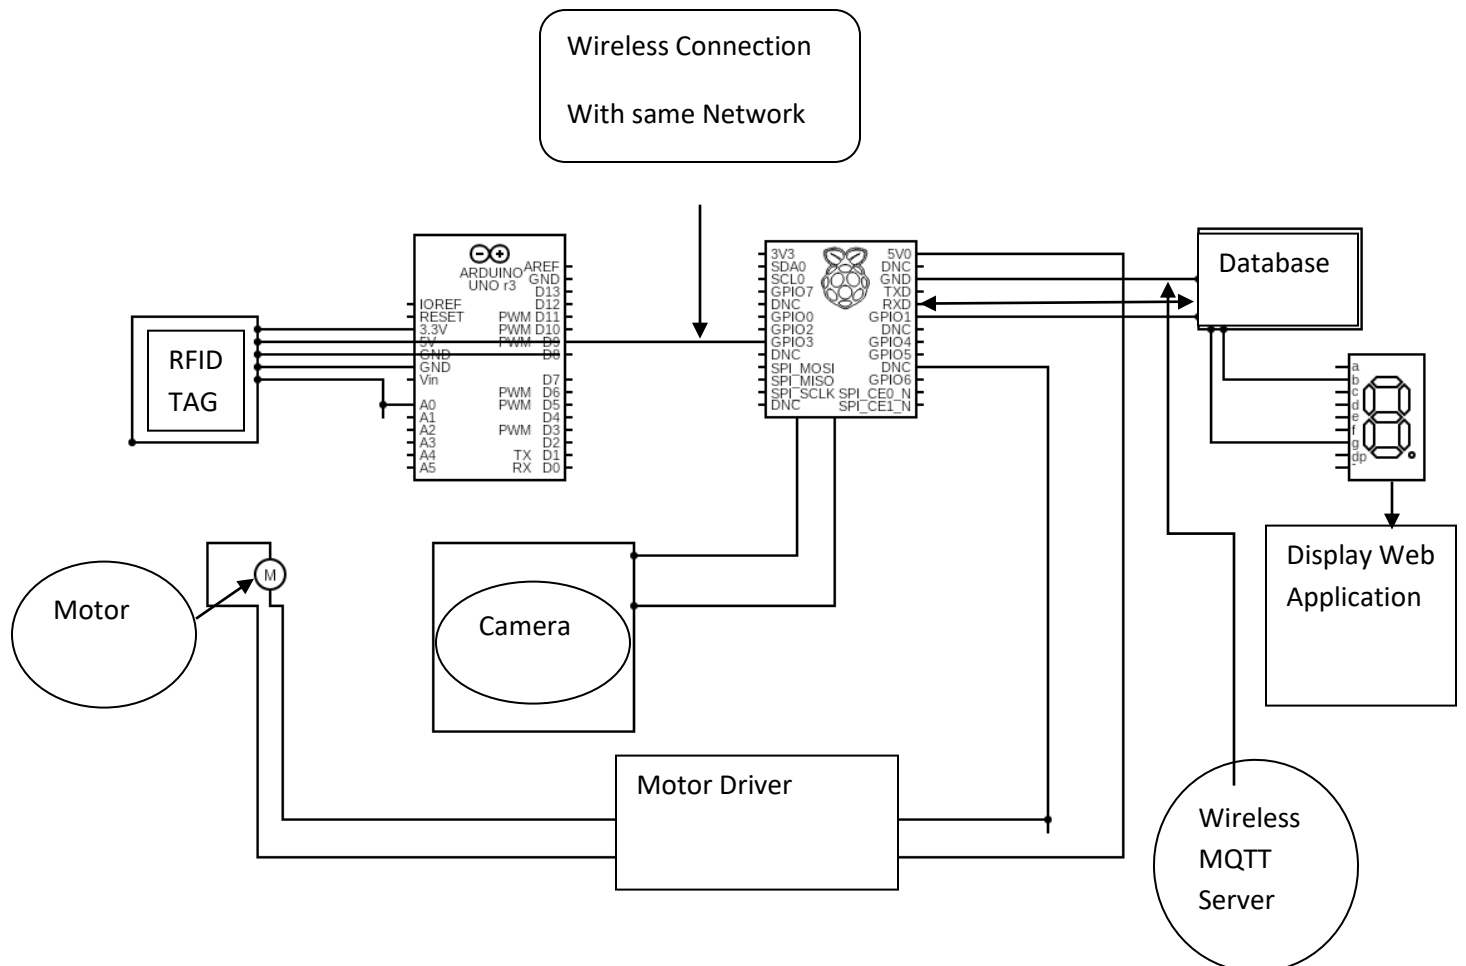 Wireless Connection
With same Network
ARDUINO
UNO r3
IOREF
RESET
3.3V
5V
GND
GND
Vin
A0
A1
A2
A3
A4
A5
AREF
GND
D13
D12
PWM D11
PWM D10
PWM D9
D8
D7
PWM D6
PWM D5
D4
PWM D3
D2
TX D1
RX D0
3V3
SDA0
SCL0
GPIO7
DNC
GPIO0
GPIO2
GPIO3
DNC
SPI_MOSI
SPI_MISO
SPI_SCLK
DNC
5V0
DNC
GND
TXD
RXD
GPIO1
DNC
GPIO4
GPIO5
DNC
GPIO6
SPI_CE0_N
SPI_CE1_N
Database
RFID
TAG
a
b
c
d
e
f
g
dp
-
Motor
M
Camera
Display Web
Application
Motor Driver
Wireless
MQTT
Server